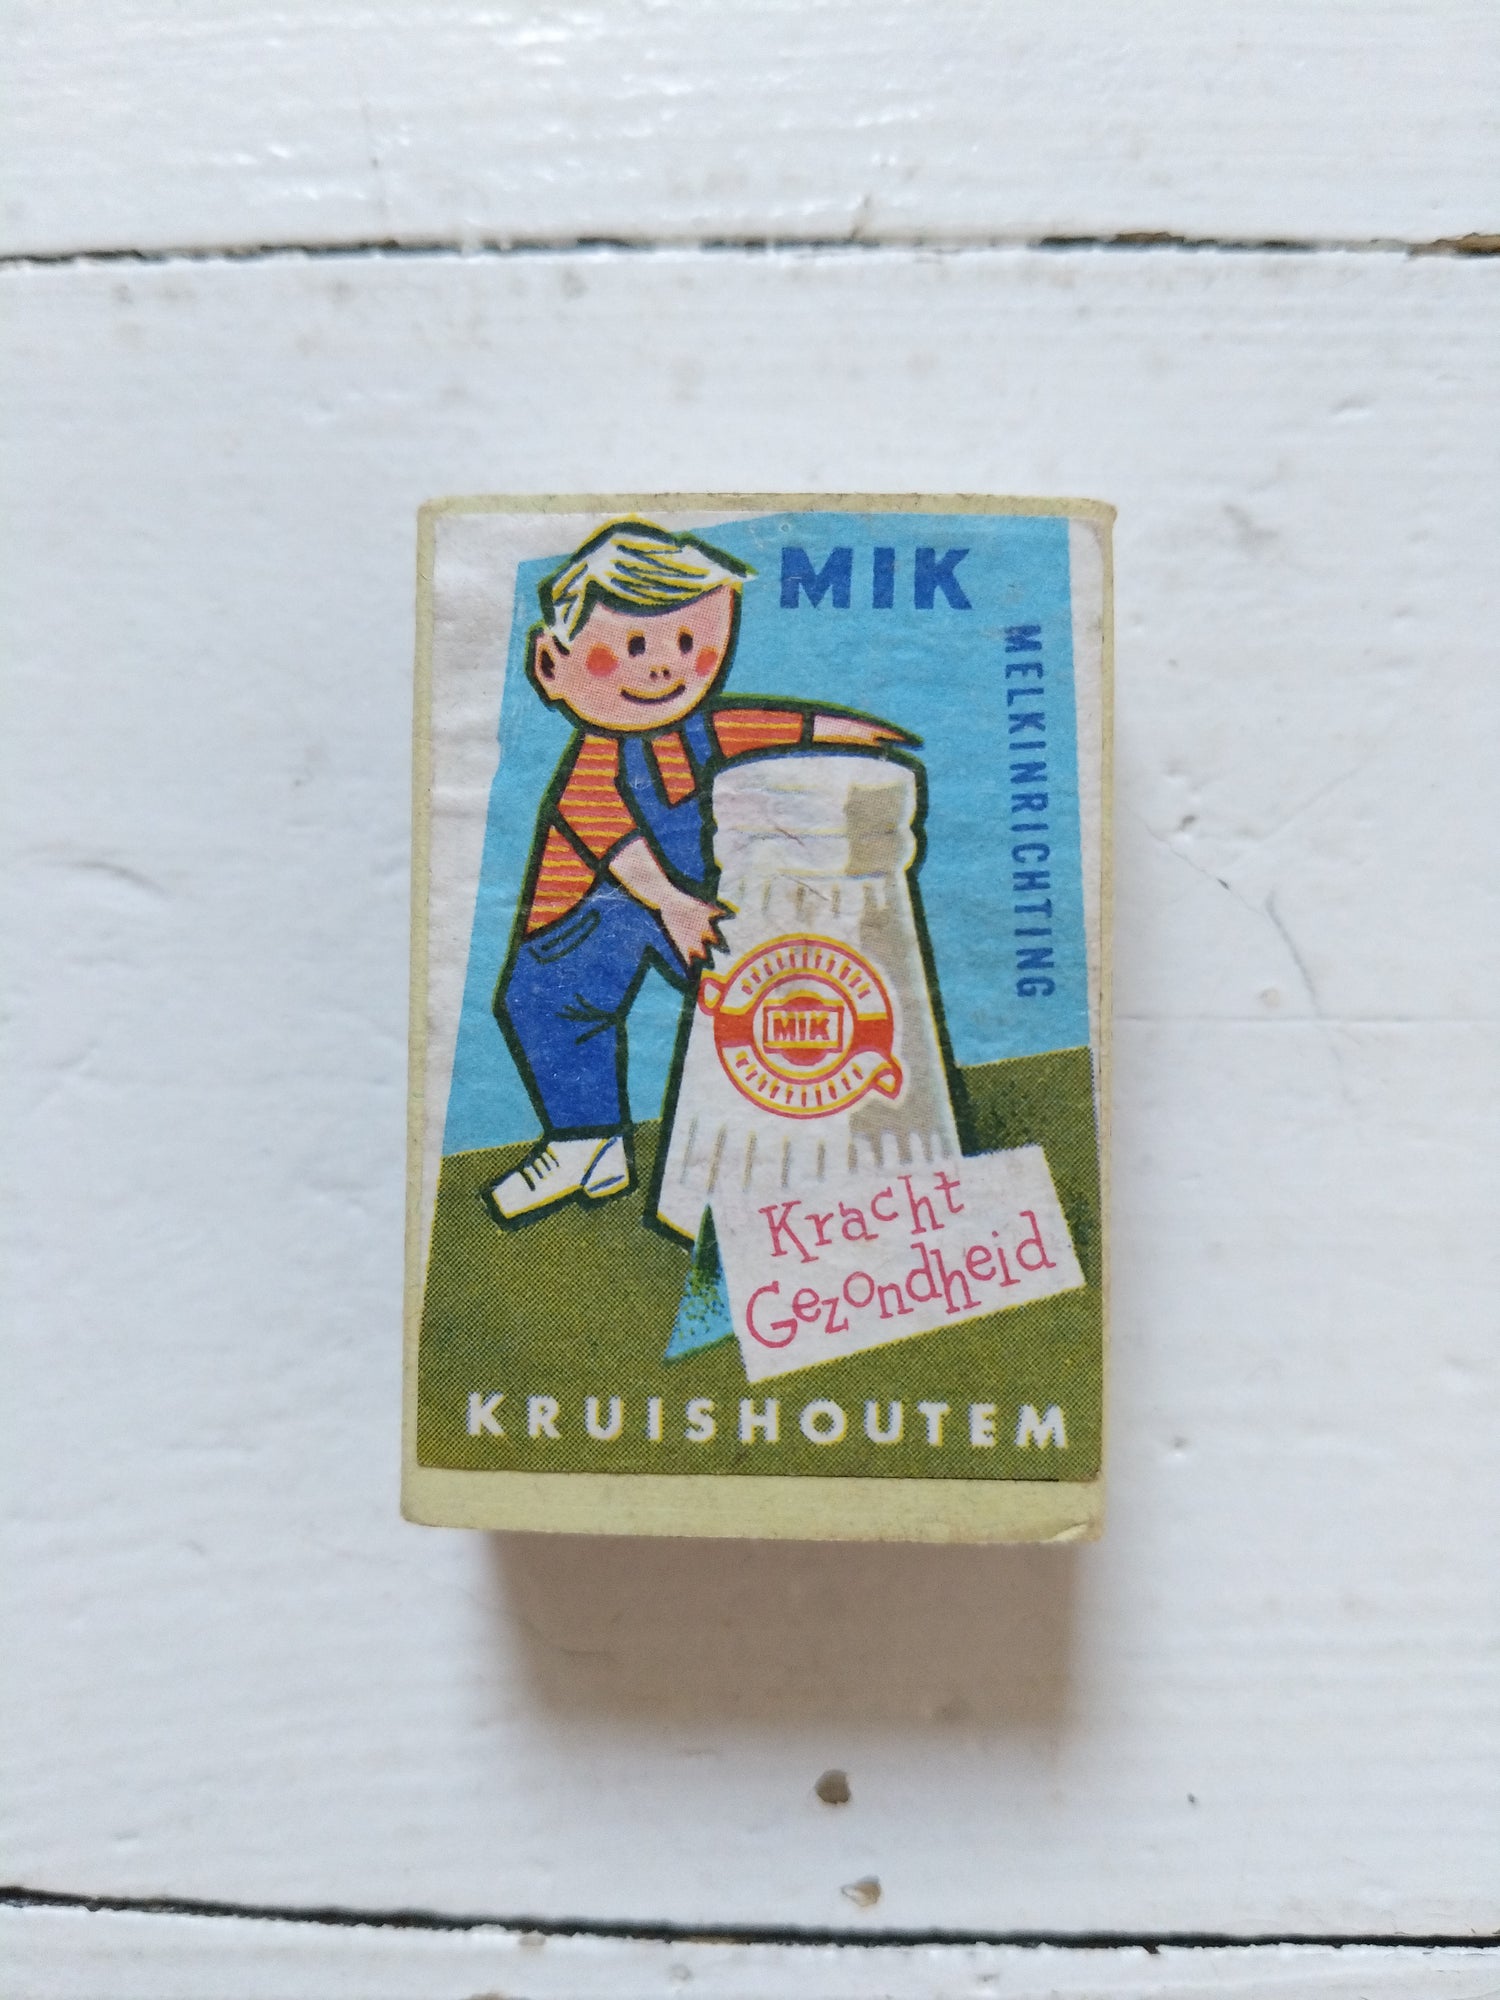 MIK
MELKINRICHTING
MIK
Kracht
Gezondheid
KRUISHOUTEM